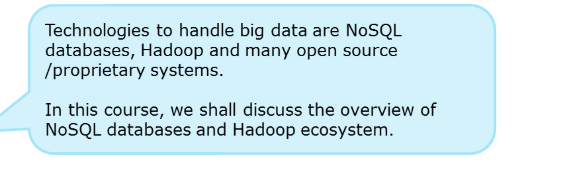 Technologies to handle big data are NoSQL
databases, Hadoop and many open source
/proprietary systems.
In this course, we shall discuss the overview of
NoSQL databases and Hadoop ecosystem.